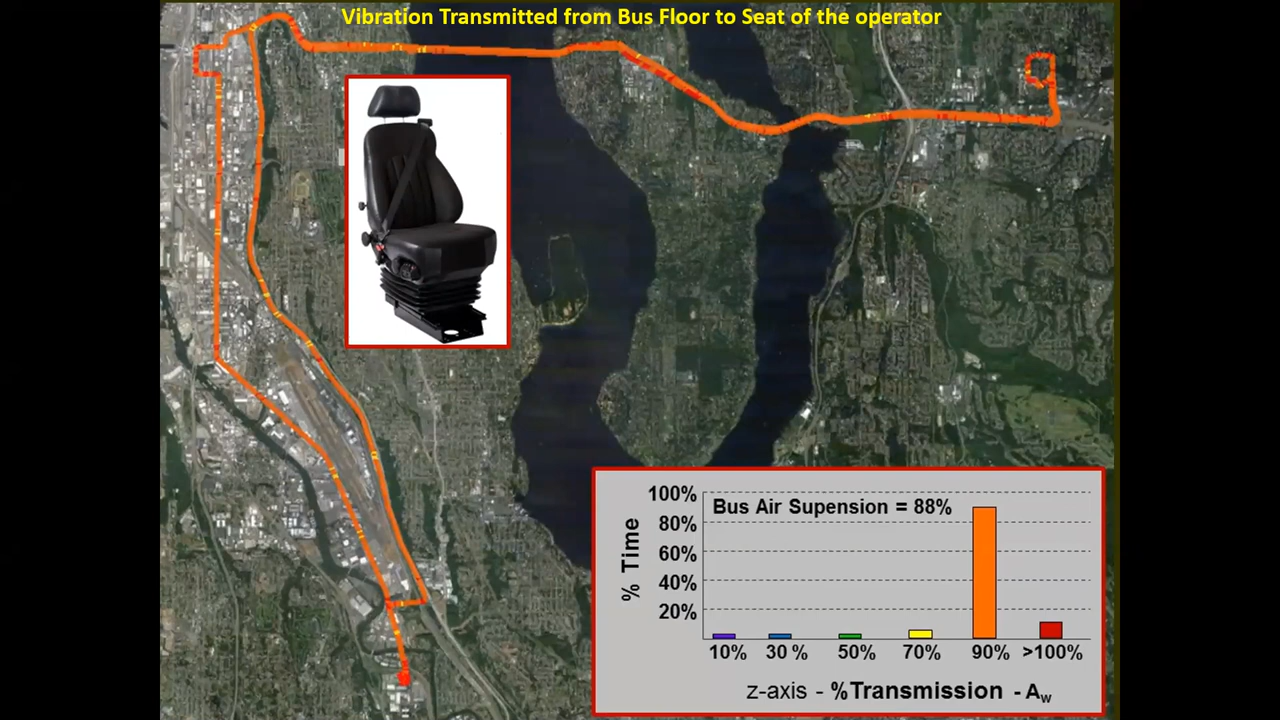 Vibration Transmitted from Bus Floor to Seat of the operator
100%
80%
60%
40%
20%
% Time
Bus Air Supension = 88%
10% 30 % 50% 70% 90% >100%
z-axis - %Transmission - Aw